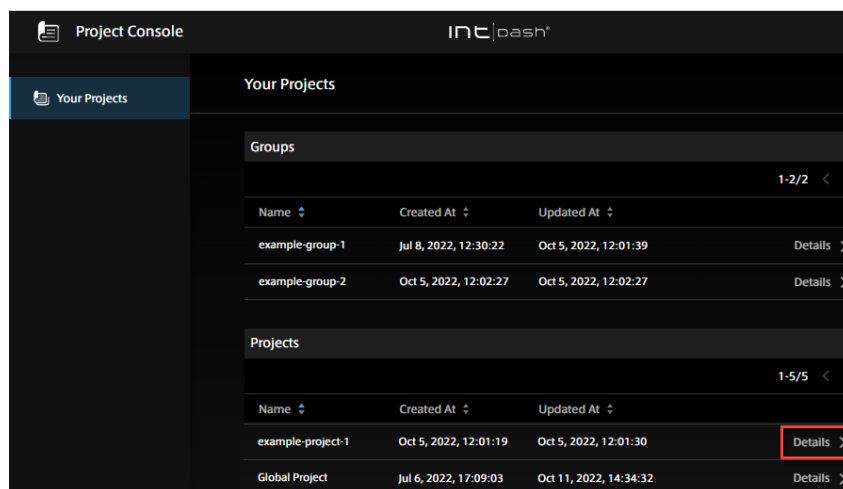 Project Console
intdash®
Your Projects
Your Projects
Groups
1-2/2
Name Created At Updated At
example-group-1 Jul 8, 2022, 12:30:22 Oct 5, 2022, 12:01:39 Details
example-group-2 Oct 5, 2022, 12:02:27 Oct 5, 2022, 12:02:27 Details
Projects
1-5/5
Name Created At Updated At
example-project-1 Oct 5, 2022, 12:01:19 Oct 5, 2022, 12:01:30 Details
Global Project Jul 6, 2022, 17:09:03 Oct 11, 2022, 14:34:32 Details